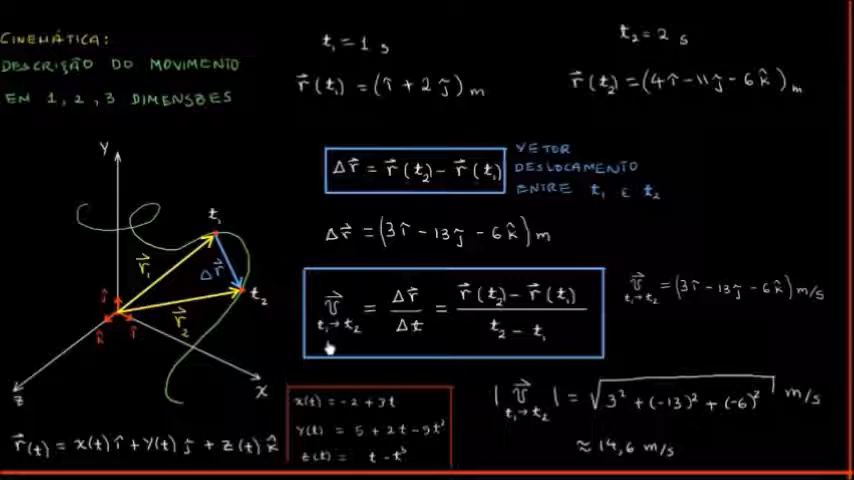 CINEMÁTICA:
DESCRIÇÃO DO MOVIMENTO
EM 1, 2, 3 DIMENSÕES
t₁ = 1 s
r⃗(t₁) = (î + 2ĵ) m
t₂ = 2 s
r⃗(t₂) = (4î - 11ĵ - 6k̂) m
Δr⃗ = r⃗(t₂) - r⃗(t₁)
VETOR
DESLOCAMENTO
ENTRE t₁ E t₂
Δr⃗ = (3î - 13ĵ - 6k̂) m
v⃗ t₁→t₂ = Δr⃗/Δt = (r⃗(t₂) - r⃗(t₁))/(t₂ - t₁)
v⃗ t₁→t₂ = (3î - 13ĵ - 6k̂) m/s
|v⃗ t₁→t₂| = √(3² + (-13)² + (-6)²) m/s
≈ 14,6 m/s
Y
t₁
r⃗₁
Δr⃗
t₂
r⃗₂
ĵ
k̂
î
Z
X
r⃗(t) = x(t) î + y(t) ĵ + z(t) k̂
x(t) = -2 + 3t
y(t) = 5 + 2t - 5t²
z(t) = t - t³